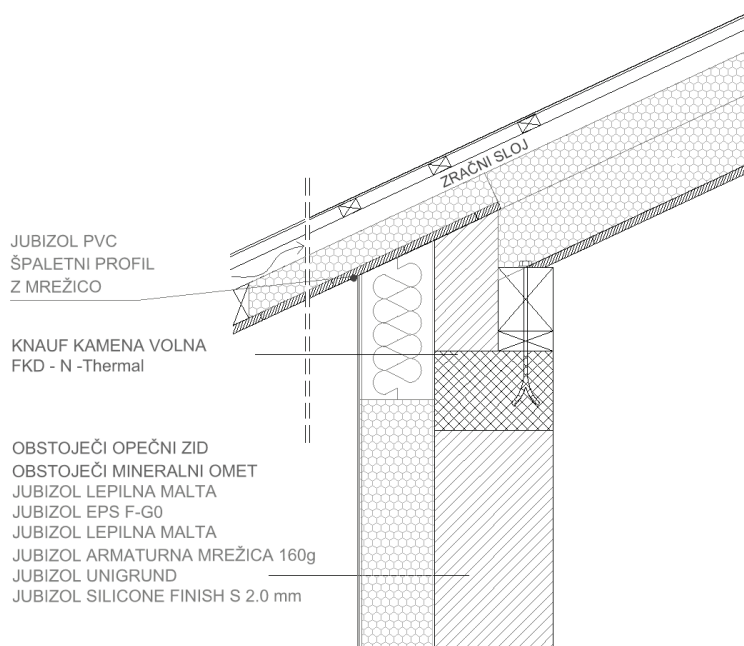 ZRAČNI SLOJ
JUBIZOL PVC
ŠPALETNI PROFIL
Z MREŽICO
KNAUF KAMENA VOLNA
FKD - N -Thermal
OBSTOJEČI OPEČNI ZID
OBSTOJEČI MINERALNI OMET
JUBIZOL LEPILNA MALTA
JUBIZOL EPS F-G0
JUBIZOL LEPILNA MALTA
JUBIZOL ARMATURNA MREŽICA 160g
JUBIZOL UNIGRUND
JUBIZOL SILICONE FINISH S 2.0 mm